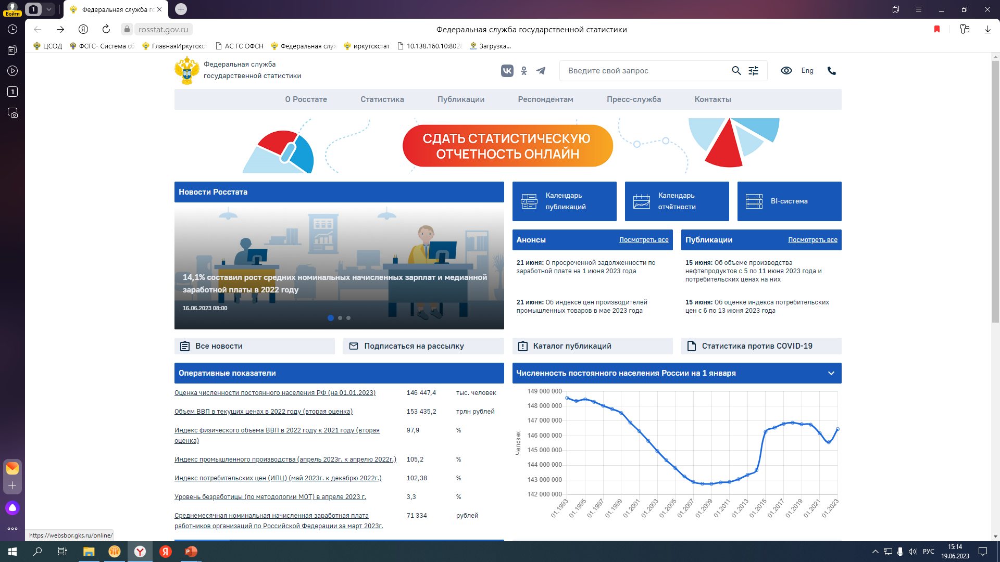 Войти
1
Федеральная служба гс
rosstat.gov.ru
Федеральная служба государственной статистики
ЦСОД
ФСГС- Система сб
ГлавнаяИркутскст
АС ГС ОФСН
Федеральная служ
иркутскстат
10.138.160.10:8028
Загрузка...
1
Федеральная служба
государственной статистики
Введите свой запрос
Eng
О Росстате
Статистика
Публикации
Респондентам
Пресс-служба
Контакты
СДАТЬ СТАТИСТИЧЕСКУЮ
ОТЧЕТНОСТЬ ОНЛАЙН
Новости Росстата
14,1% составил рост средних номинальных начисленных зарплат и медианной
заработной платы в 2022 году
16.06.2023 08:00
Календарь
публикаций
Календарь
отчётности
BI-система
Анонсы
Посмотреть все
21 июня: О просроченной задолженности по
заработной плате на 1 июня 2023 года
21 июня: Об индексе цен производителей
промышленных товаров в мае 2023 года
Публикации
Посмотреть все
15 июня: Об объеме производства
нефтепродуктов с 5 по 11 июня 2023 года и
потребительских ценах на них
15 июня: Об оценке индекса потребительских
цен с 6 по 13 июня 2023 года
Все новости
Подписаться на рассылку
Каталог публикаций
Статистика против COVID-19
Оперативные показатели
Оценка численности постоянного населения РФ (на 01.01.2023) 146 447,4 тыс. человек
Объем ВВП в текущих ценах в 2022 году (вторая оценка) 153 435,2 трлн рублей
Индекс физического объема ВВП в 2022 году к 2021 году (вторая 97,9 %
оценка)
Индекс промышленного производства (апрель 2023г. к апрелю 2022г.) 105,2 %
Индекс потребительских цен (ИПЦ) (май 2023г. к декабрю 2022г.) 102,38 %
Уровень безработицы (по методологии МОТ) в апреле 2023 г. 3,3 %
Среднемесячная номинальная начисленная заработная плата 71 334 рублей
работников организаций по Российской Федерации за март 2023г.
Численность постоянного населения России на 1 января
Человек
149 000 000
148 000 000
147 000 000
146 000 000
145 000 000
144 000 000
143 000 000
142 000 000
01.1993
01.1995
01.1997
01.1999
01.2001
01.2003
01.2005
01.2007
01.2009
01.2011
01.2013
01.2015
01.2017
01.2019
01.2021
01.2023
https://websbor.gks.ru/online/
РУС
15:14
19.06.2023